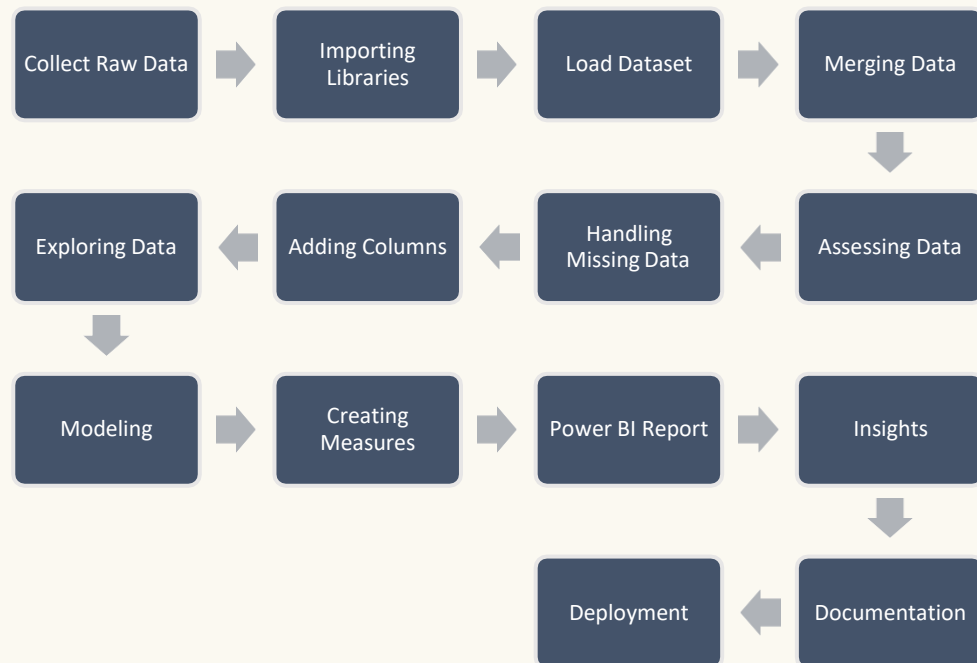 Collect Raw Data
Importing
Libraries
Load Dataset
Merging Data
Assessing Data
Handling
Missing Data
Adding Columns
Exploring Data
Modeling
Creating
Measures
Power BI Report
Insights
Documentation
Deployment